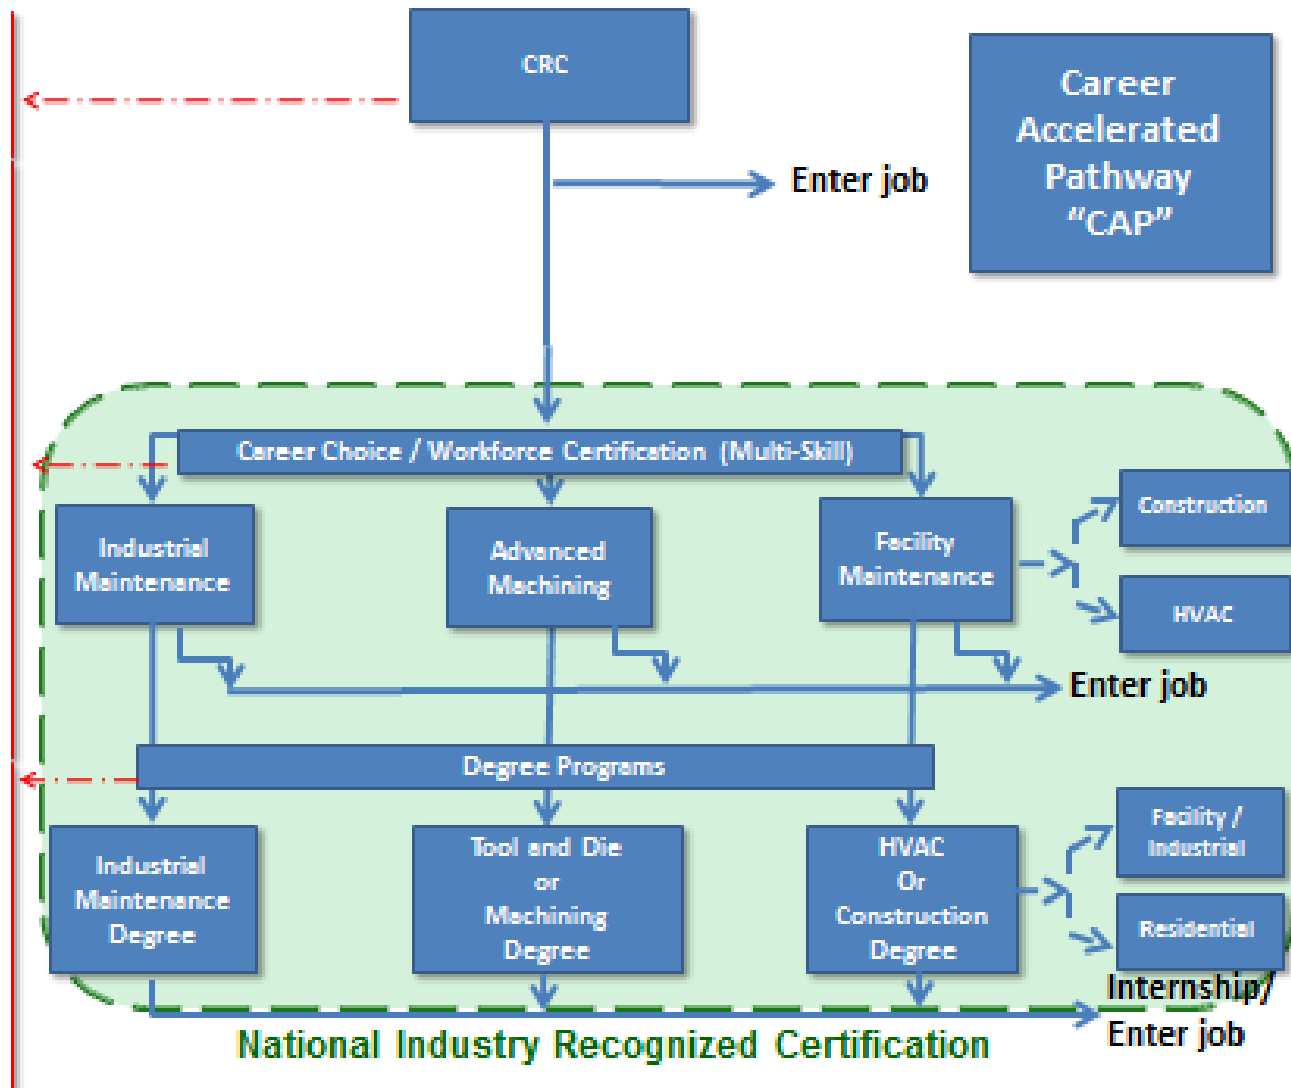 CRC
Career
Accelerated
Pathway
“CAP”
Enter job
Career Choice / Workforce Certification (Multi-Skill)
Industrial
Maintenance
Advanced
Machining
Facility
Maintenance
Construction
HVAC
Enter job
Degree Programs
Industrial
Maintenance
Degree
Tool and Die
or
Machining
Degree
HVAC
Or
Construction
Degree
Facility /
Industrial
Residential
Internship/
Enter job
National Industry Recognized Certification